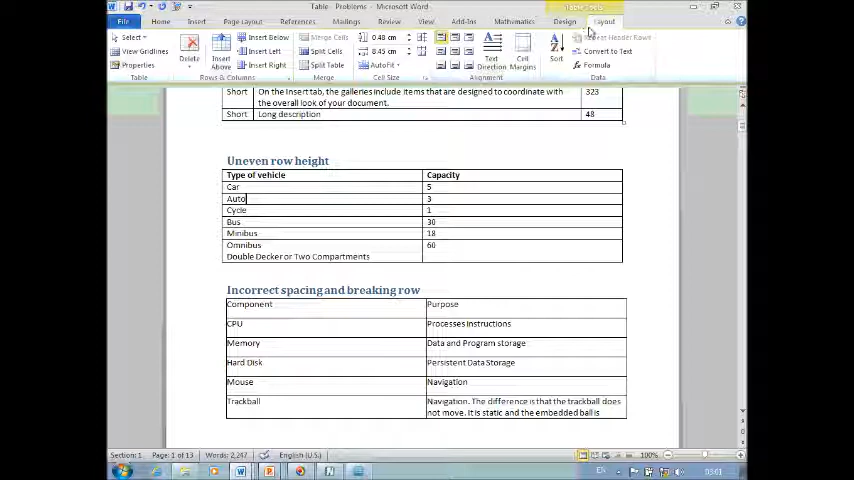 Table - Problems - Microsoft Word
Table Tools
File Home Insert Page Layout References Mailings Review View Add-Ins Mathematics Design Layout
Select
View Gridlines
Properties
Table
Delete
Insert Above
Insert Below
Insert Left
Insert Right
Rows & Columns
Merge Cells
Split Cells
Split Table
Merge
0.48 cm
8.45 cm
AutoFit
Cell Size
Text Direction
Cell Margins
Alignment
Sort
Repeat Header Rows
Convert to Text
Formula
Data
Short On the Insert tab, the galleries include items that are designed to coordinate with the overall look of your document. 323
Short Long description 48
Uneven row height
Type of vehicle Capacity
Car 5
Auto 3
Cycle 1
Bus 30
Minibus 18
Omnibus 60
Double Decker or Two Compartments
Incorrect spacing and breaking row
Component Purpose
CPU Processes Instructions
Memory Data and Program storage
Hard Disk Persistent Data Storage
Mouse Navigation
Trackball Navigation. The difference is that the trackball does
not move. It is static and the embedded ball is
Section: 1 Page: 1 of 13 Words: 2,247 English (U.S.) 100%
EN 03:01